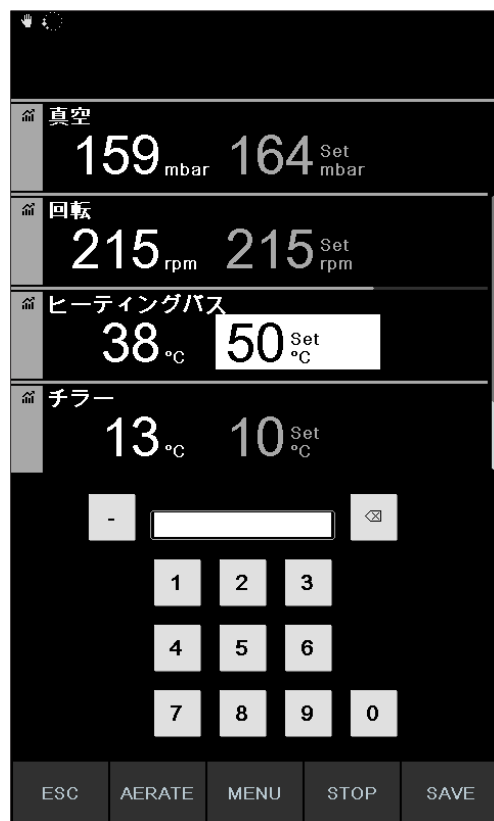 真空
159 mbar 164 Set mbar
回転
215 rpm 215 Set rpm
ヒーティングバス
38 °C 50 Set °C
チラー
13 °C 10 Set °C
-
1 2 3
4 5 6
7 8 9 0
ESC AERATE MENU STOP SAVE